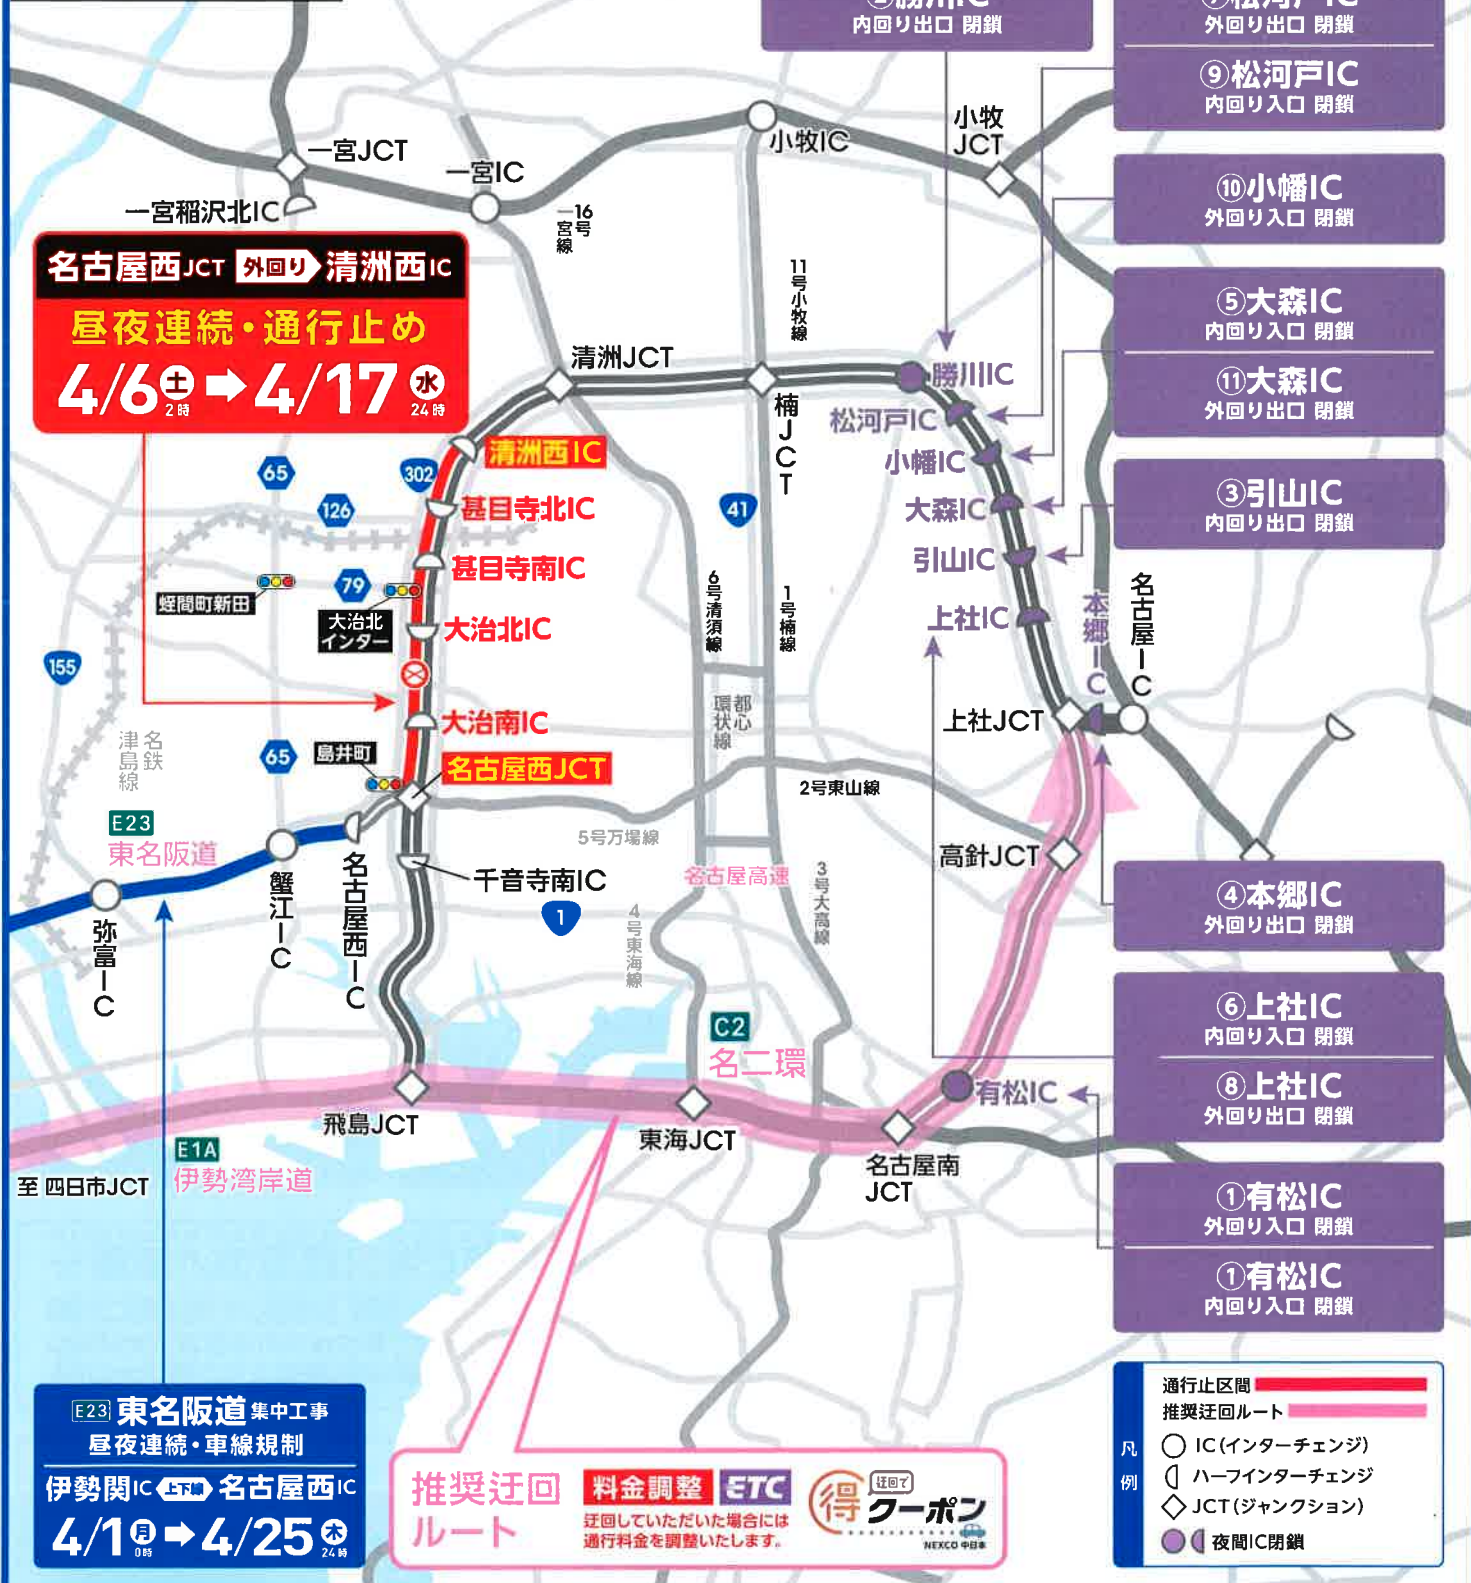 ②勝川IC
内回り出口 閉鎖
⑦松河戸IC
外回り出口 閉鎖
⑨松河戸IC
内回り入口 閉鎖
小牧
JCT
小牧IC
一宮JCT
一宮IC
一宮稲沢北IC
16号
一宮線
⑩小幡IC
外回り入口 閉鎖
名古屋西JCT 外回り 清洲西IC
昼夜連続・通行止め
4/6土2時 4/17水24時
11号小牧線
⑤大森IC
内回り入口 閉鎖
⑪大森IC
外回り出口 閉鎖
清洲JCT
楠JCT
勝川IC
松河戸IC
小幡IC
大森IC
引山IC
上社IC
③引山IC
内回り出口 閉鎖
清洲西IC
65
302
126
甚目寺北IC
41
甚目寺南IC
79
蛭間町新田
大治北
インター
大治北IC
6号清須線
1号楠線
本郷IC
名古屋IC
155
大治南IC
都心
環状線
上社JCT
名鉄
津島線
65
島井町
名古屋西JCT
2号東山線
E23
東名阪道
5号万場線
高針JCT
蟹江IC
名古屋西IC
千音寺南IC
名古屋高速
3号大高線
④本郷IC
外回り出口 閉鎖
弥富IC
1
4号東海線
⑥上社IC
内回り入口 閉鎖
⑧上社IC
外回り出口 閉鎖
C2
名二環
有松IC
飛島JCT
東海JCT
名古屋南
JCT
E1A
伊勢湾岸道
至 四日市JCT
①有松IC
外回り入口 閉鎖
①有松IC
内回り入口 閉鎖
E23 東名阪道 集中工事
昼夜連続・車線規制
伊勢関IC 上下線 名古屋西IC
4/1月0時 4/25木24時
推奨迂回
ルート
料金調整 ETC
迂回していただいた場合には
通行料金を調整いたします。
迂回で
得クーポン
NEXCO 中日本
凡例
通行止区間
推奨迂回ルート
IC(インターチェンジ)
ハーフインターチェンジ
JCT(ジャンクション)
夜間IC閉鎖